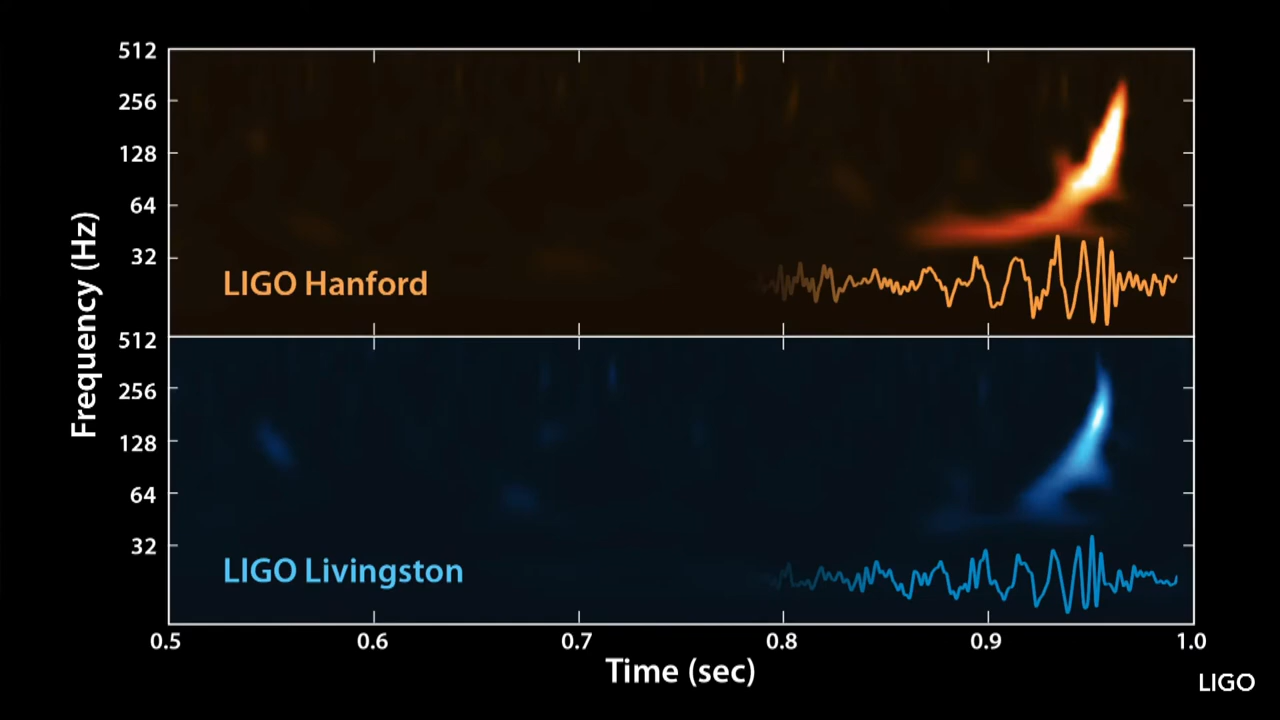 512
256
128
64
32
LIGO Hanford
Frequency (Hz)
512
256
128
64
32
LIGO Livingston
0.5 0.6 0.7 0.8 0.9 1.0
Time (sec)
LIGO